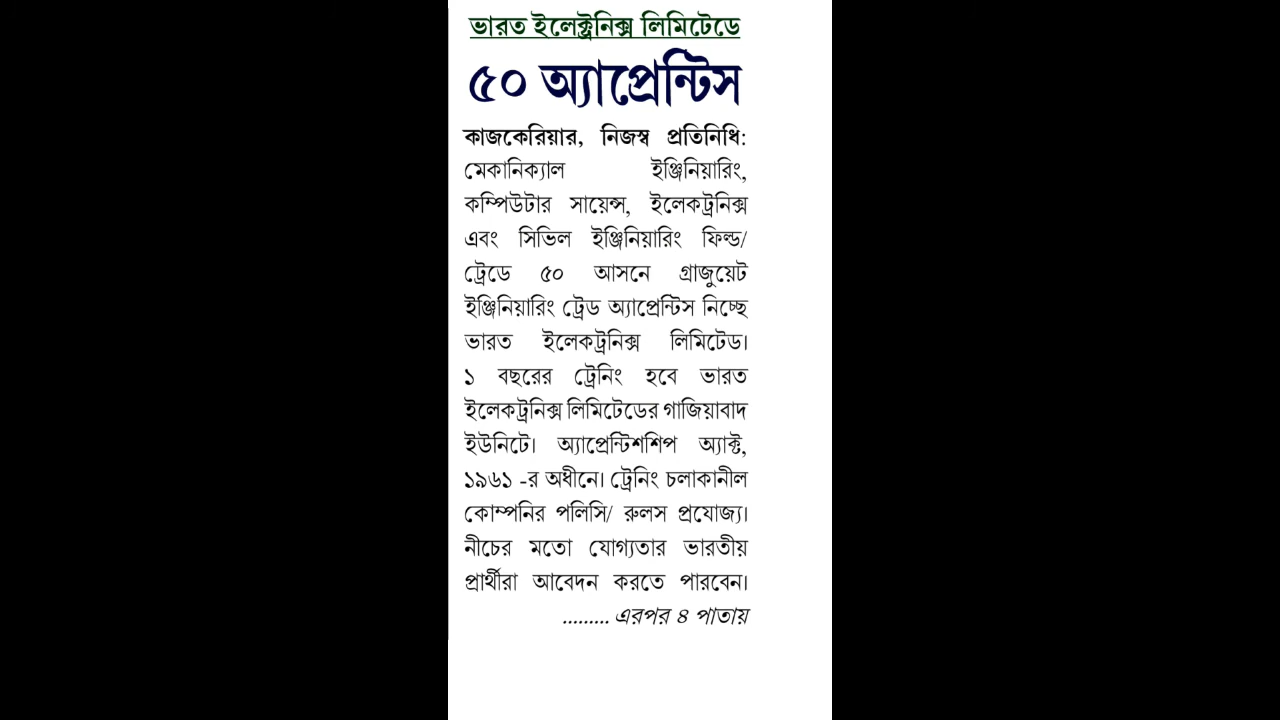 ভারত ইলেক্ট্রনিক্স লিমিটেডে
৫০ অ্যাপ্রেন্টিস
কাজকেরিয়ার, নিজস্ব প্রতিনিধি:
মেকানিক্যাল ইঞ্জিনিয়ারিং,
কম্পিউটার সায়েন্স, ইলেকট্রনিক্স
এবং সিভিল ইঞ্জিনিয়ারিং ফিল্ড/
ট্রেডে ৫০ আসনে গ্রাজুয়েট
ইঞ্জিনিয়ারিং ট্রেড অ্যাপ্রেন্টিস নিচ্ছে
ভারত ইলেকট্রনিক্স লিমিটেড।
১ বছরের ট্রেনিং হবে ভারত
ইলেকট্রনিক্স লিমিটেডের গাজিয়াবাদ
ইউনিটে। অ্যাপ্রেন্টিশশিপ অ্যাক্ট,
১৯৬১ -র অধীনে। ট্রেনিং চলাকানীল
কোম্পনির পলিসি/ রুলস প্রযোজ্য।
নীচের মতো যোগ্যতার ভারতীয়
প্রার্থীরা আবেদন করতে পারবেন।
......... এরপর ৪ পাতায়